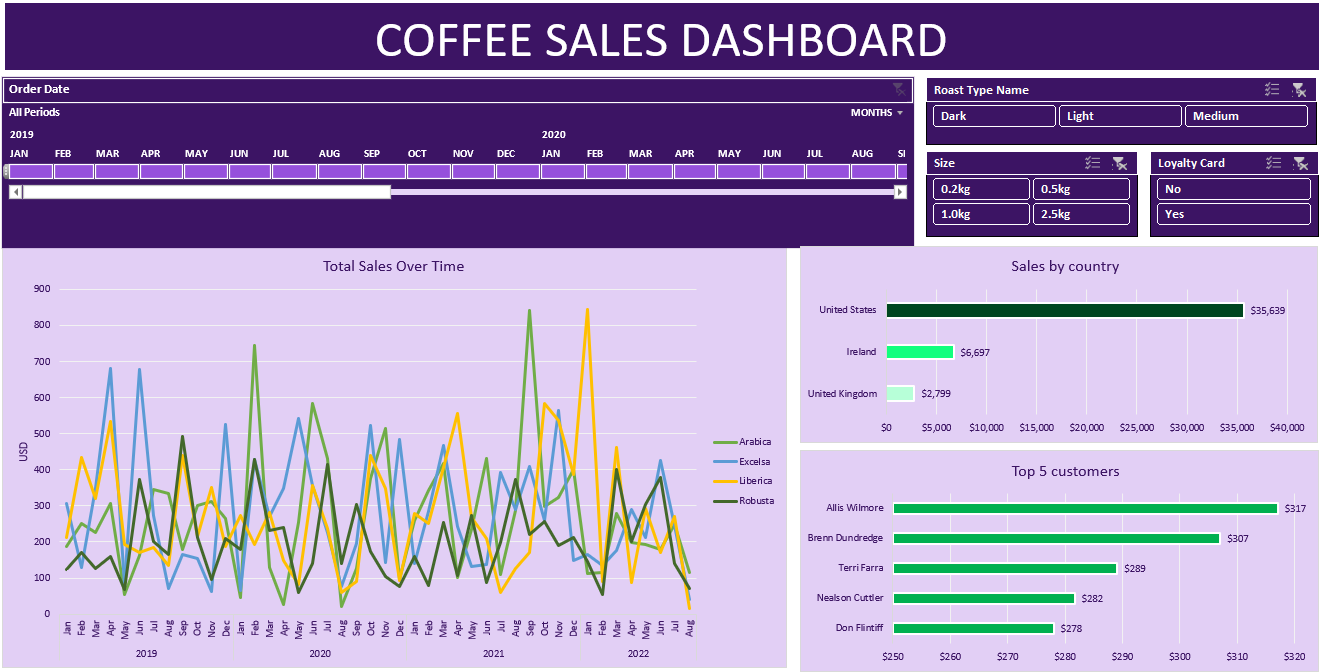 COFFEE SALES DASHBOARD
Order Date
All Periods MONTHS
2019 2020
JAN FEB MAR APR MAY JUN JUL AUG SEP OCT NOV DEC JAN FEB MAR APR MAY JUN JUL AUG
Roast Type Name
Dark Light Medium
Size
0.2kg 0.5kg
1.0kg 2.5kg
Loyalty Card
No
Yes
Total Sales Over Time
900
800
700
600
500
400
300
200
100
0
USD
Jan Feb Mar Apr May Jun Jul Aug Sep Oct Nov Dec Jan Feb Mar Apr May Jun Jul Aug Sep Oct Nov Dec Jan Feb Mar Apr May Jun Jul Aug Sep Oct Nov Dec Jan Feb Mar Apr May Jun Jul Aug
2019 2020 2021 2022
Arabica
Excelsa
Liberica
Robusta
Sales by country
United States $35,639
Ireland $6,697
United Kingdom $2,799
$0 $5,000 $10,000 $15,000 $20,000 $25,000 $30,000 $35,000 $40,000
Top 5 customers
Allis Wilmore $317
Brenn Dundredge $307
Terri Farra $289
Nealson Cuttler $282
Don Flintiff $278
$250 $260 $270 $280 $290 $300 $310 $320